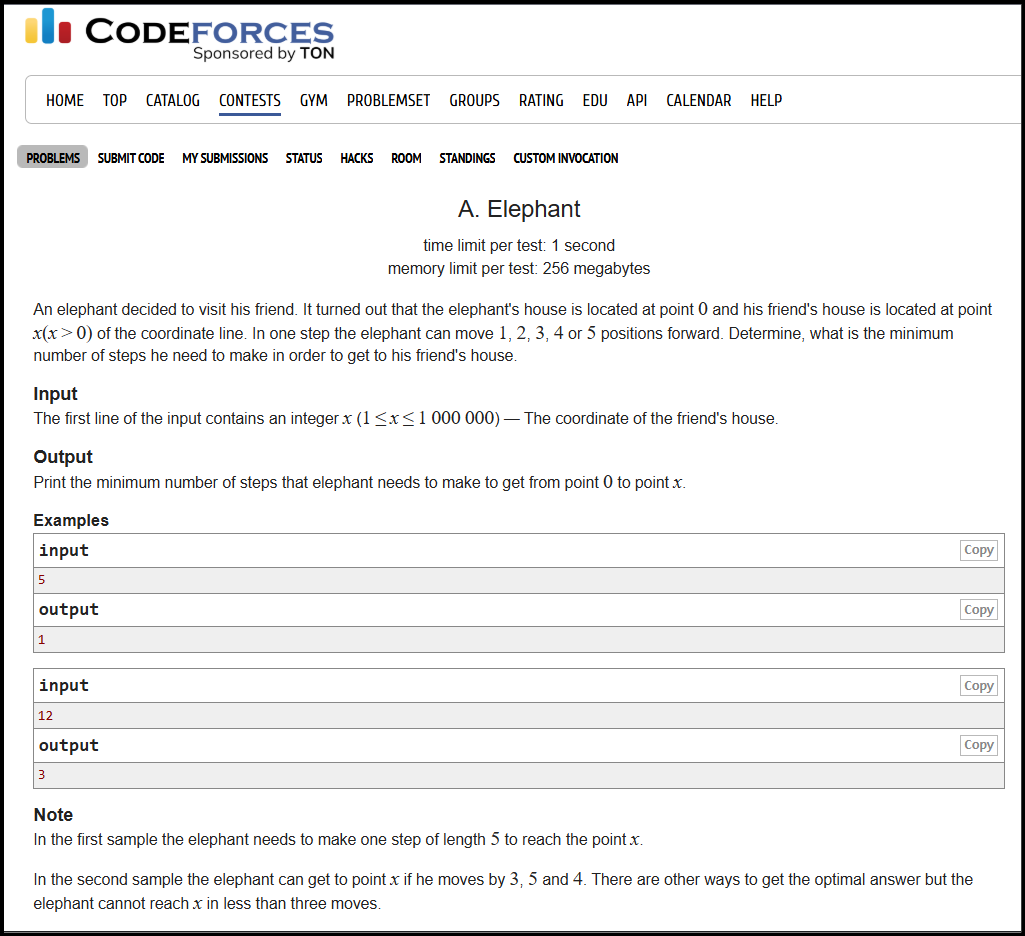 CODEFORCES
Sponsored by TON
HOME TOP CATALOG CONTESTS GYM PROBLEMSET GROUPS RATING EDU API CALENDAR HELP
PROBLEMS SUBMIT CODE MY SUBMISSIONS STATUS HACKS ROOM STANDINGS CUSTOM INVOCATION
A. Elephant
time limit per test: 1 second
memory limit per test: 256 megabytes
An elephant decided to visit his friend. It turned out that the elephant's house is located at point 0 and his friend's house is located at point
x(x > 0) of the coordinate line. In one step the elephant can move 1, 2, 3, 4 or 5 positions forward. Determine, what is the minimum
number of steps he need to make in order to get to his friend's house.
Input
The first line of the input contains an integer x (1 ≤ x ≤ 1 000 000) — The coordinate of the friend's house.
Output
Print the minimum number of steps that elephant needs to make to get from point 0 to point x.
Examples
input Copy
5
output Copy
1
input Copy
12
output Copy
3
Note
In the first sample the elephant needs to make one step of length 5 to reach the point x.
In the second sample the elephant can get to point x if he moves by 3, 5 and 4. There are other ways to get the optimal answer but the
elephant cannot reach x in less than three moves.